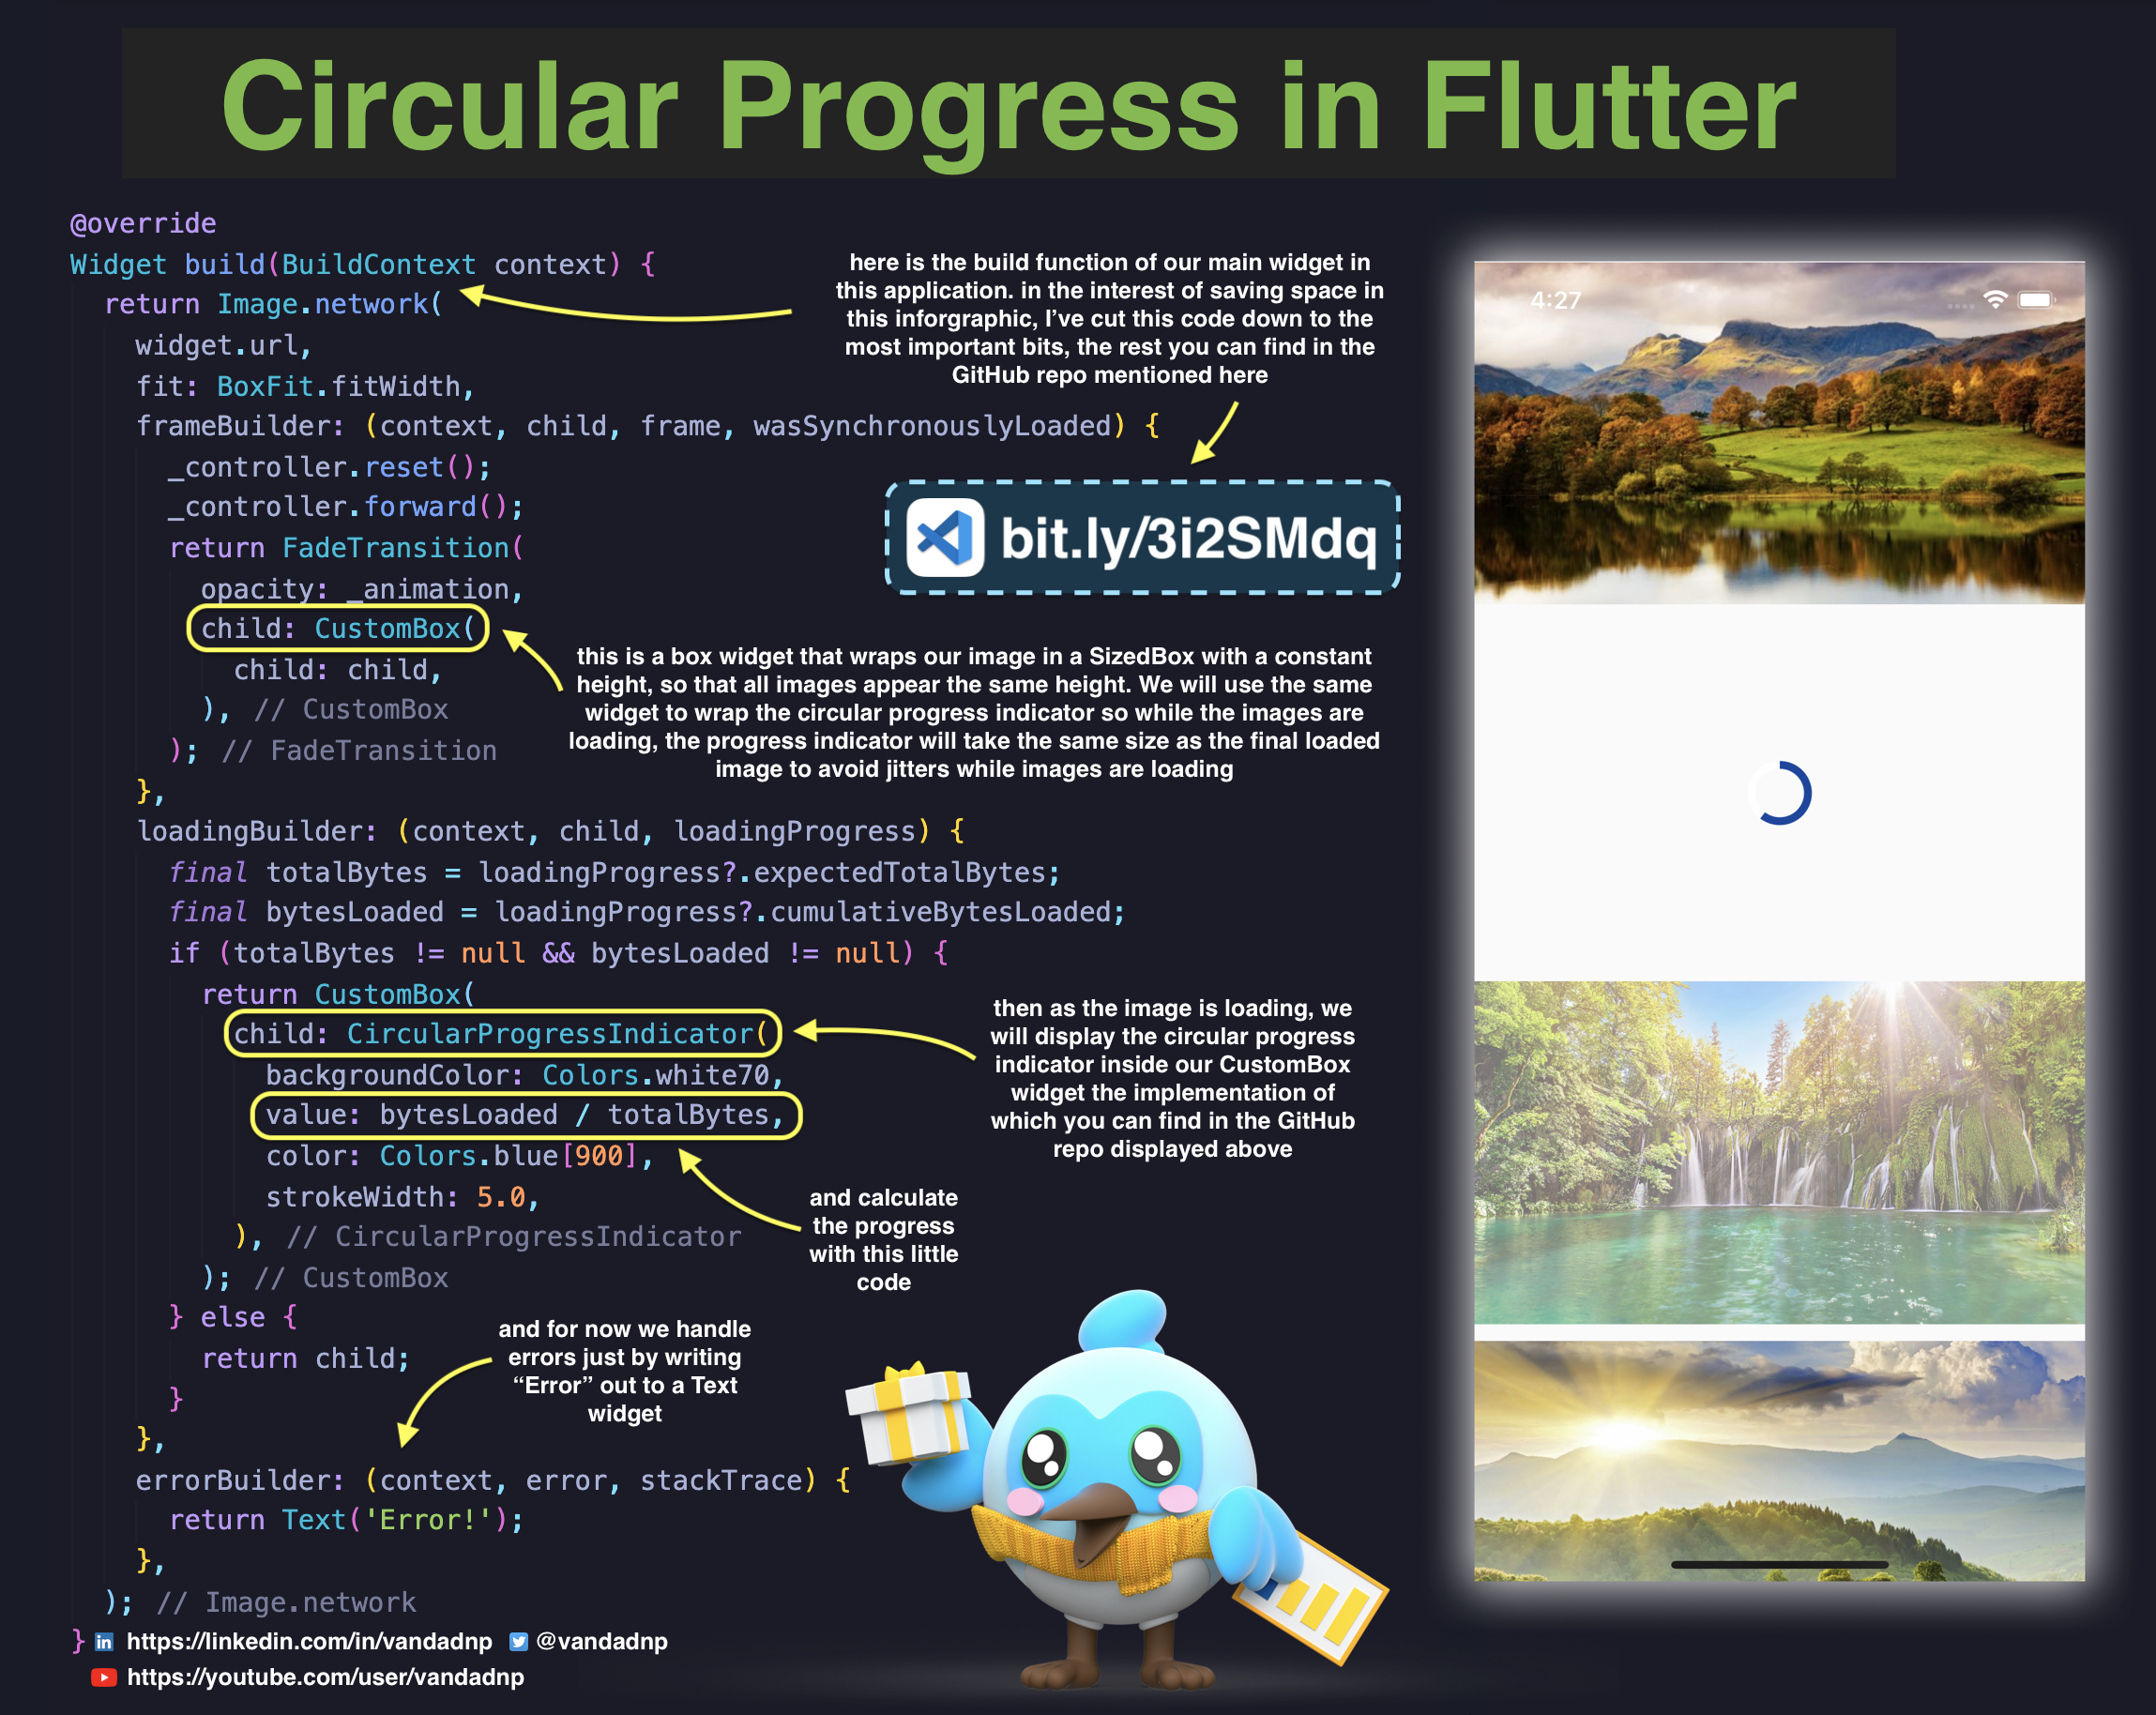 Circular Progress in Flutter
@override
Widget build(BuildContext context) {
return Image.network(
widget.url,
fit: BoxFit.fitWidth,
frameBuilder: (context, child, frame, wasSynchronouslyLoaded) {
_controller.reset();
_controller.forward();
return FadeTransition(
opacity: _animation,
child: CustomBox(
child: child,
), // CustomBox
); // FadeTransition
},
loadingBuilder: (context, child, loadingProgress) {
final totalBytes = loadingProgress?.expectedTotalBytes;
final bytesLoaded = loadingProgress?.cumulativeBytesLoaded;
if (totalBytes != null && bytesLoaded != null) {
return CustomBox(
child: CircularProgressIndicator(
backgroundColor: Colors.white70,
value: bytesLoaded / totalBytes,
color: Colors.blue[900],
strokeWidth: 5.0,
), // CircularProgressIndicator
); // CustomBox
} else {
return child;
}
},
errorBuilder: (context, error, stackTrace) {
return Text('Error!');
},
); // Image.network
}
here is the build function of our main widget in
this application. in the interest of saving space in
this inforgraphic, I've cut this code down to the
most important bits, the rest you can find in the
GitHub repo mentioned here
bit.ly/3i2SMdq
this is a box widget that wraps our image in a SizedBox with a constant
height, so that all images appear the same height. We will use the same
widget to wrap the circular progress indicator so while the images are
loading, the progress indicator will take the same size as the final loaded
image to avoid jitters while images are loading
then as the image is loading, we
will display the circular progress
indicator inside our CustomBox
widget the implementation of
which you can find in the GitHub
repo displayed above
and calculate
the progress
with this little
code
and for now we handle
errors just by writing
“Error” out to a Text
widget
4:27
in https://linkedin.com/in/vandadnp @vandadnp
https://youtube.com/user/vandadnp